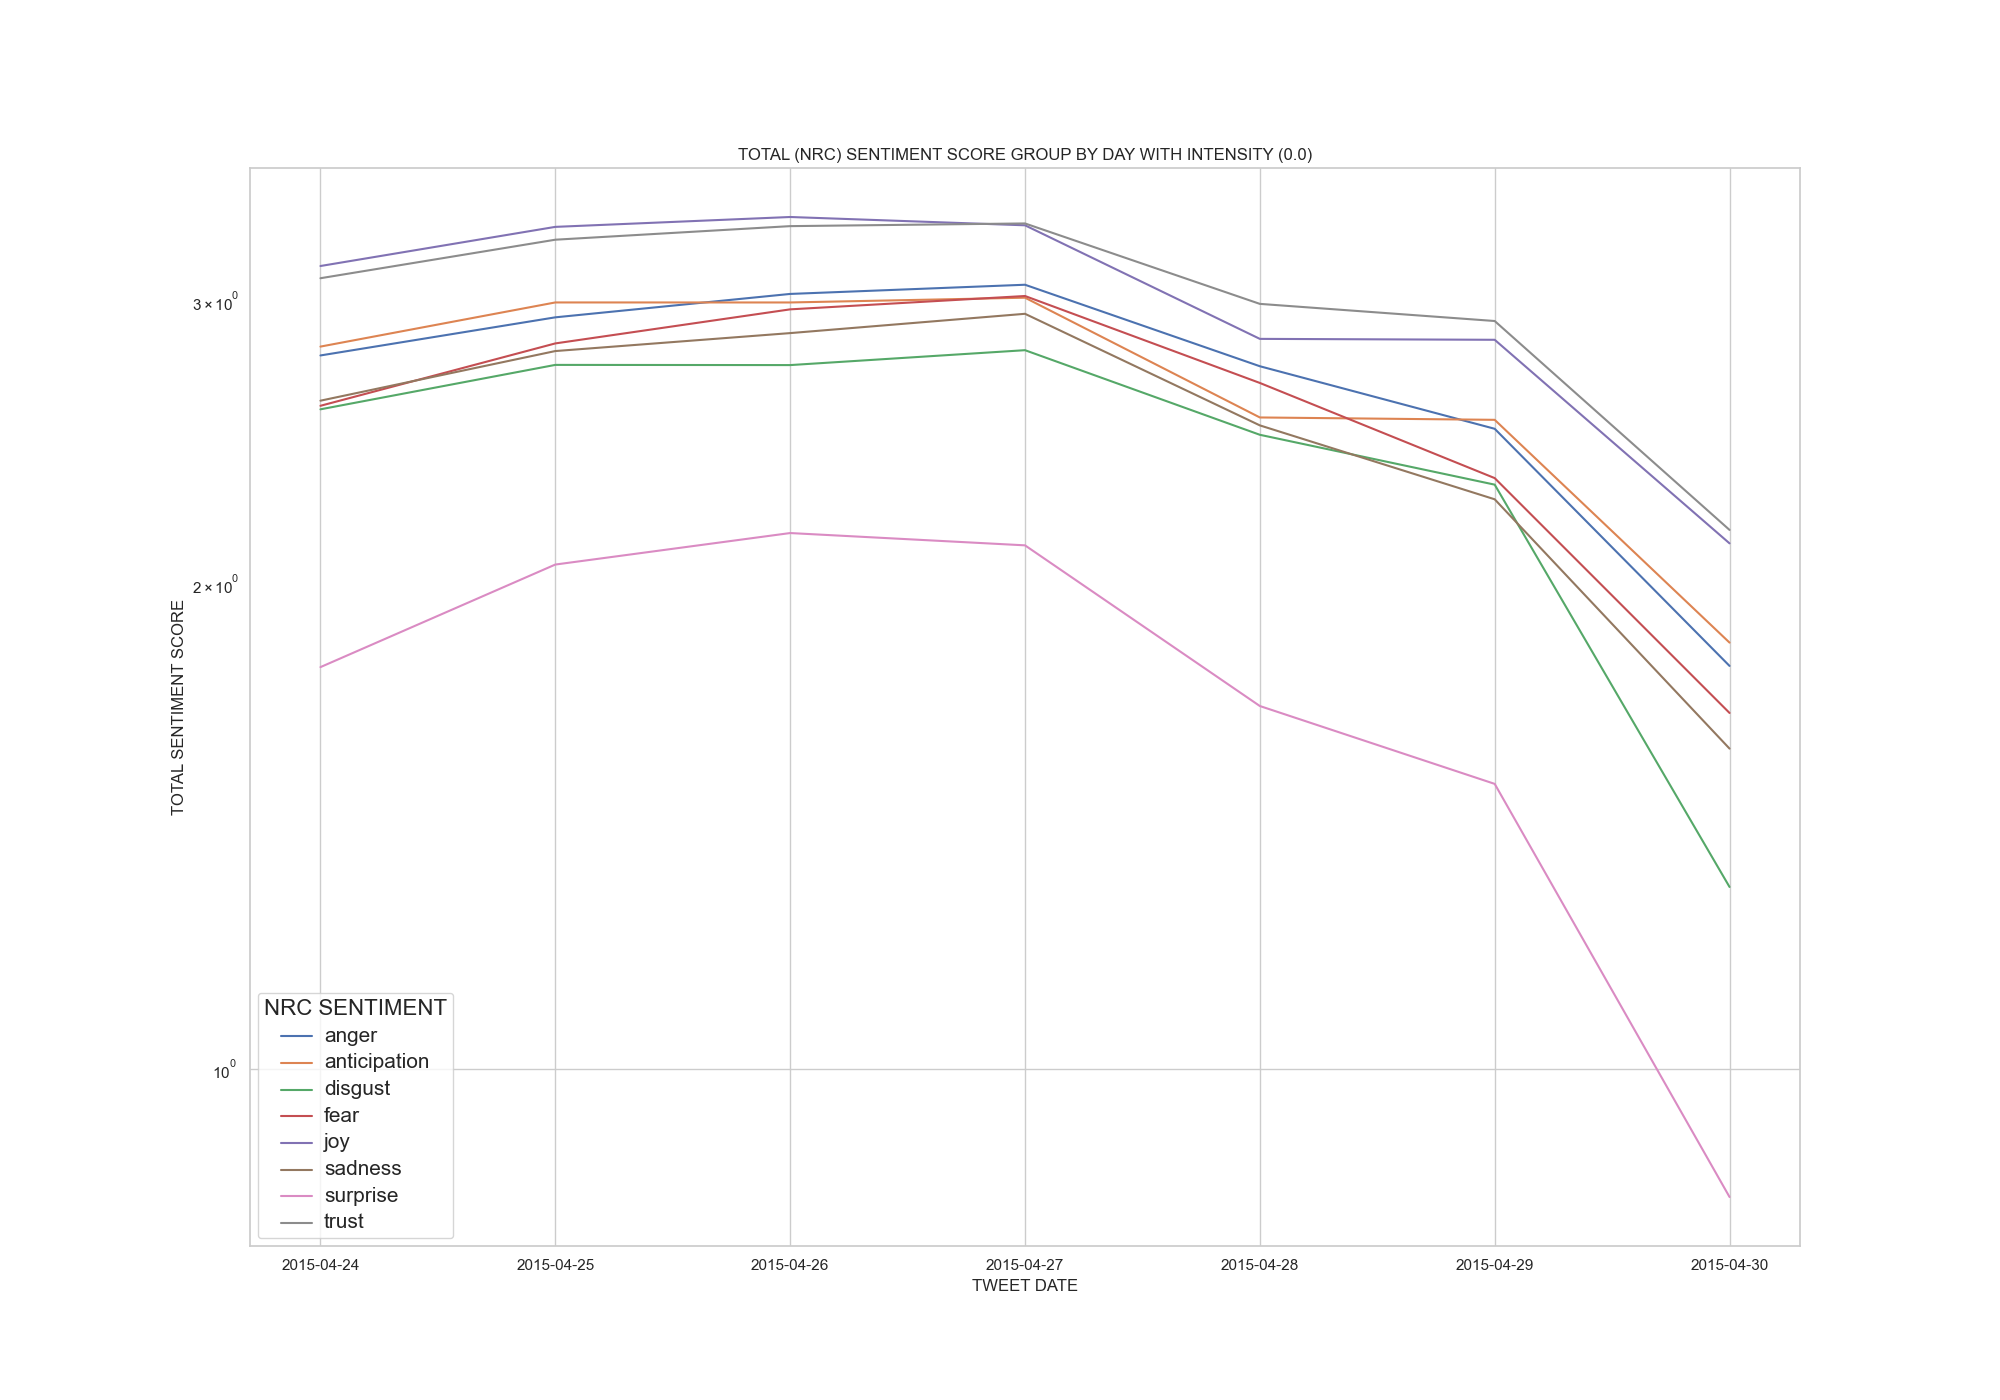 TOTAL (NRC) SENTIMENT SCORE GROUP BY DAY WITH INTENSITY (0.0)
3 × 10⁰
2 × 10⁰
10⁰
TOTAL SENTIMENT SCORE
NRC SENTIMENT
anger
anticipation
disgust
fear
joy
sadness
surprise
trust
2015-04-24 2015-04-25 2015-04-26 2015-04-27 2015-04-28 2015-04-29 2015-04-30
TWEET DATE